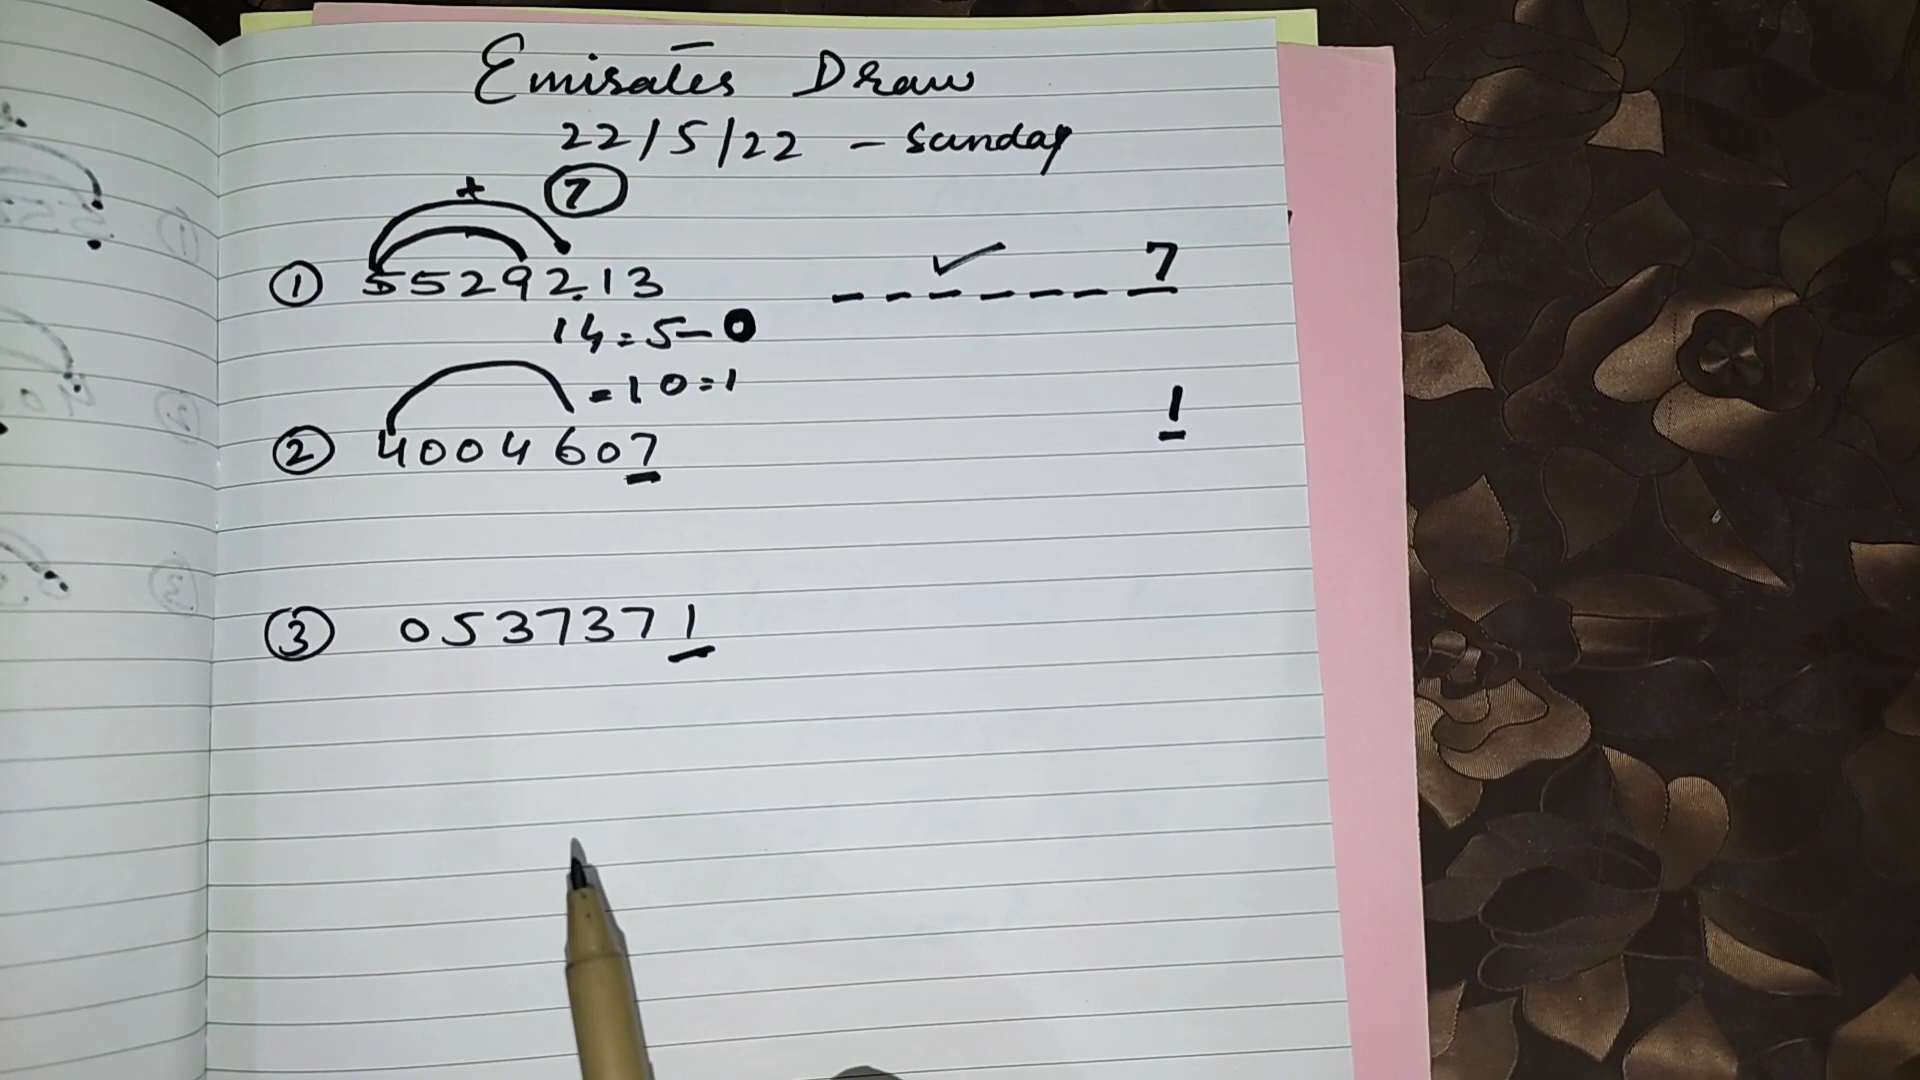 Emirates Draw
22/5/22 - Sunday
+ 7
① 55292.13 ✓ _ _ _ _ _ _ 7
14=5-0
=10=1 1
② 4004607
③ 0537371